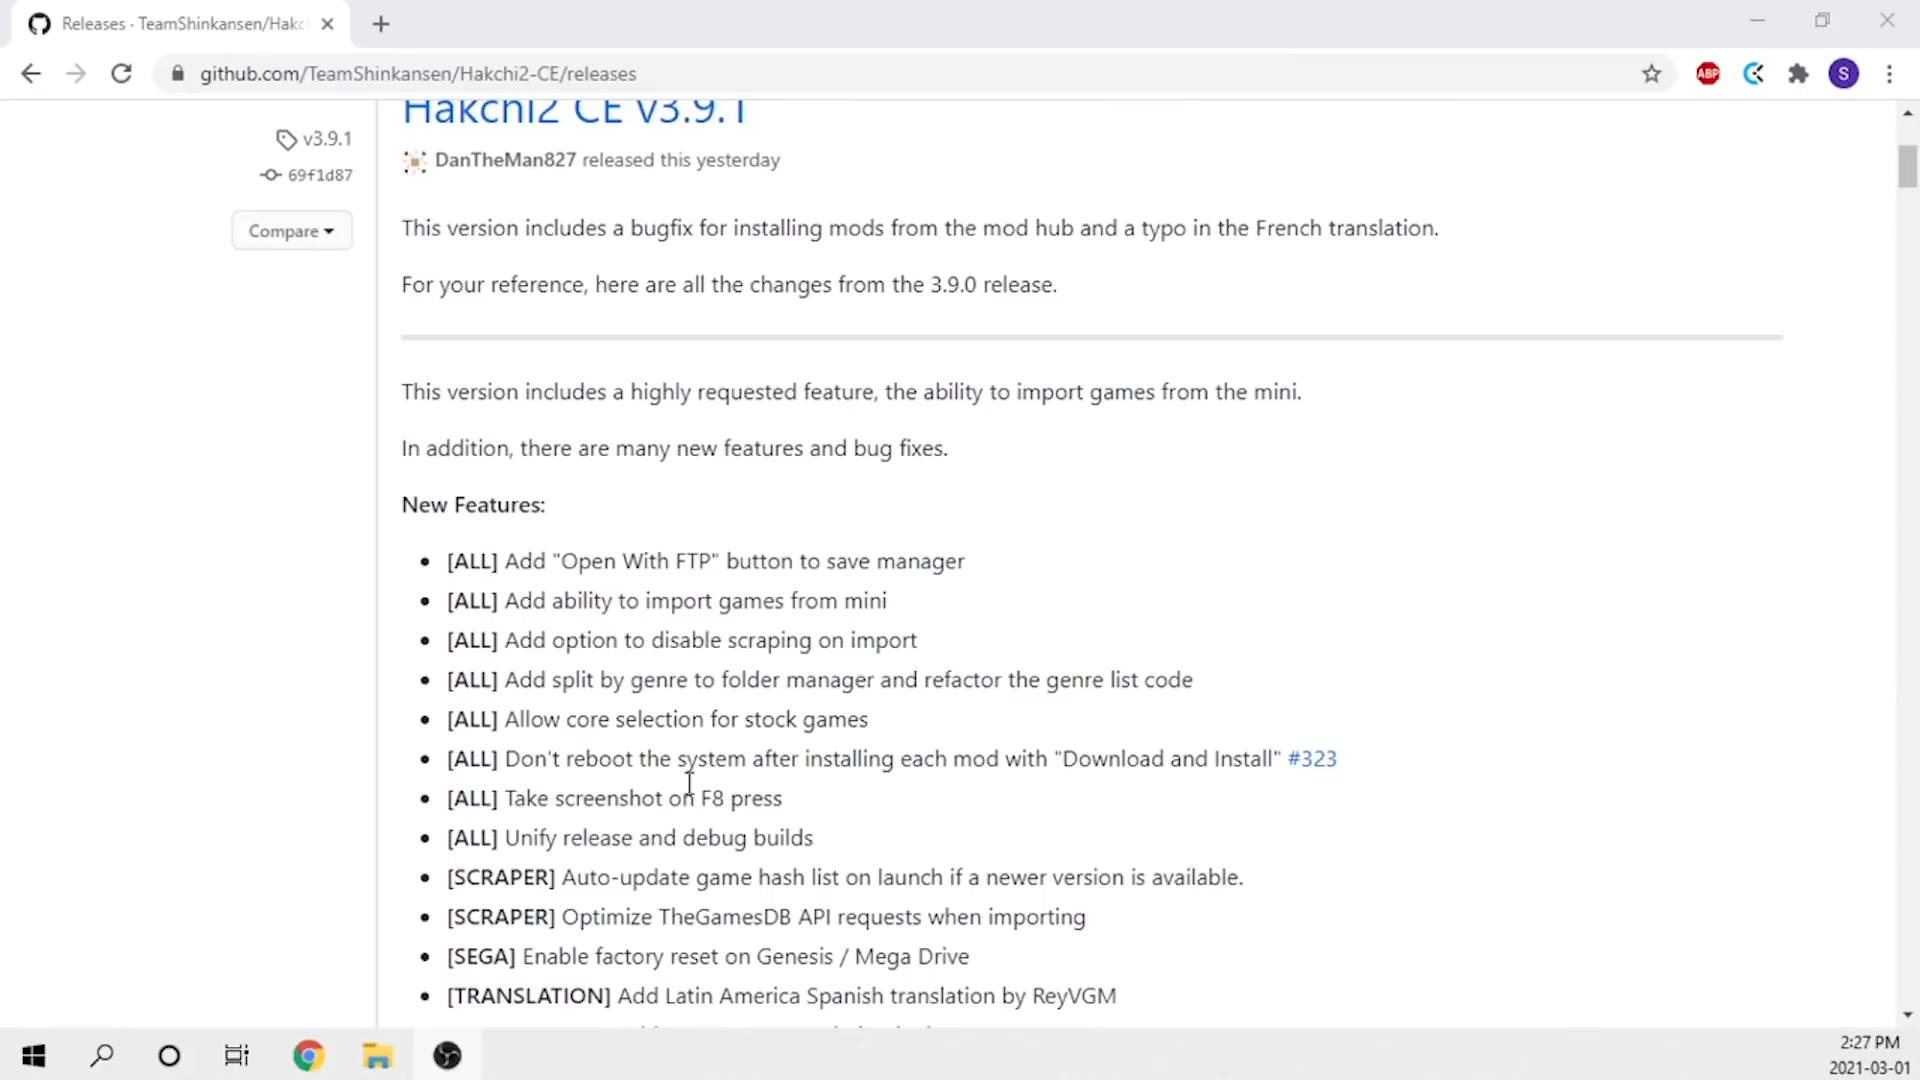 Releases · TeamShinkansen/Hakc
github.com/TeamShinkansen/Hakchi2-CE/releases
ABP
S
Hakchi2 CE v3.9.1
v3.9.1
DanTheMan827 released this yesterday
69f1d87
Compare
This version includes a bugfix for installing mods from the mod hub and a typo in the French translation.
For your reference, here are all the changes from the 3.9.0 release.
This version includes a highly requested feature, the ability to import games from the mini.
In addition, there are many new features and bug fixes.
New Features:
• [ALL] Add "Open With FTP" button to save manager
• [ALL] Add ability to import games from mini
• [ALL] Add option to disable scraping on import
• [ALL] Add split by genre to folder manager and refactor the genre list code
• [ALL] Allow core selection for stock games
• [ALL] Don't reboot the system after installing each mod with "Download and Install" #323
• [ALL] Take screenshot on F8 press
• [ALL] Unify release and debug builds
• [SCRAPER] Auto-update game hash list on launch if a newer version is available.
• [SCRAPER] Optimize TheGamesDB API requests when importing
• [SEGA] Enable factory reset on Genesis / Mega Drive
• [TRANSLATION] Add Latin America Spanish translation by ReyVGM
2:27 PM
2021-03-01